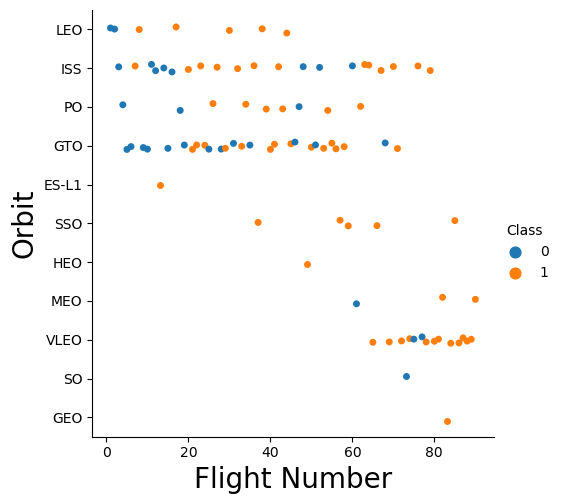 LEO
ISS
PO
GTO
ES-L1
SSO
HEO
MEO
VLEO
SO
GEO
Orbit
0 20 40 60 80
Flight Number
Class
0
1